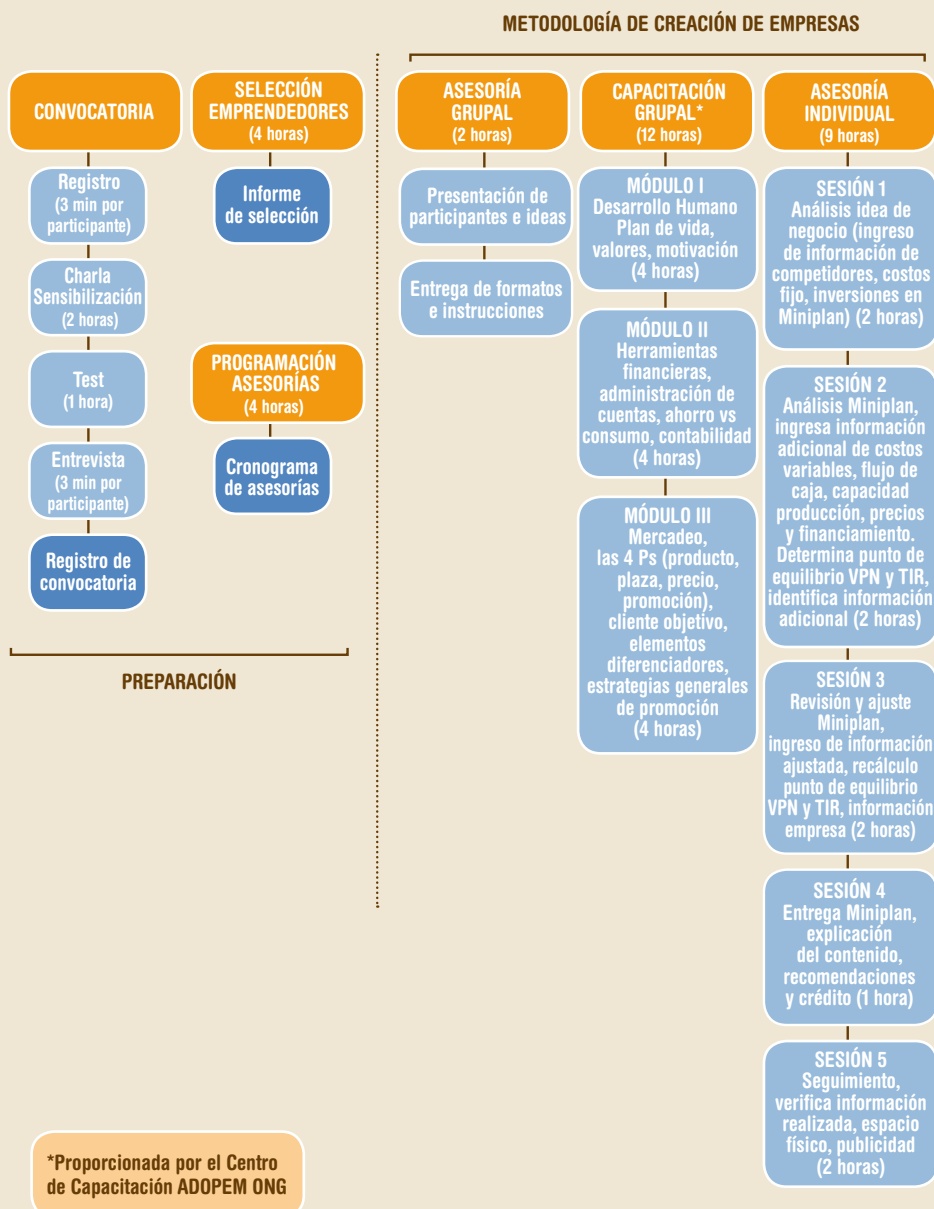 METODOLOGÍA DE CREACIÓN DE EMPRESAS
CONVOCATORIA
Registro
(3 min por
participante)
Charla
Sensibilización
(2 horas)
Test
(1 hora)
Entrevista
(3 min por
participante)
Registro de
convocatoria
SELECCIÓN
EMPRENDEDORES
(4 horas)
Informe
de selección
PROGRAMACIÓN
ASESORÍAS
(4 horas)
Cronograma
de asesorías
PREPARACIÓN
ASESORÍA
GRUPAL
(2 horas)
Presentación de
participantes e ideas
Entrega de formatos
e instrucciones
CAPACITACIÓN
GRUPAL*
(12 horas)
MÓDULO I
Desarrollo Humano
Plan de vida,
valores, motivación
(4 horas)
MÓDULO II
Herramientas
financieras,
administración de
cuentas, ahorro vs
consumo, contabilidad
(4 horas)
MÓDULO III
Mercadeo,
las 4 Ps (producto,
plaza, precio,
promoción),
cliente objetivo,
elementos
diferenciadores,
estrategias generales
de promoción
(4 horas)
ASESORÍA
INDIVIDUAL
(9 horas)
SESIÓN 1
Análisis idea de
negocio (ingreso
de información de
competidores, costos
fijo, inversiones en
Miniplan) (2 horas)
SESIÓN 2
Análisis Miniplan,
ingresa información
adicional de costos
variables, flujo de
caja, capacidad
producción, precios
y financiamiento.
Determina punto de
equilibrio VPN y TIR,
identifica información
adicional (2 horas)
SESIÓN 3
Revisión y ajuste
Miniplan,
ingreso de información
ajustada, recálculo
punto de equilibrio
VPN y TIR, información
empresa (2 horas)
SESIÓN 4
Entrega Miniplan,
explicación
del contenido,
recomendaciones
y crédito (1 hora)
SESIÓN 5
Seguimiento,
verifica información
realizada, espacio
físico, publicidad
(2 horas)
*Proporcionada por el Centro
de Capacitación ADOPEM ONG